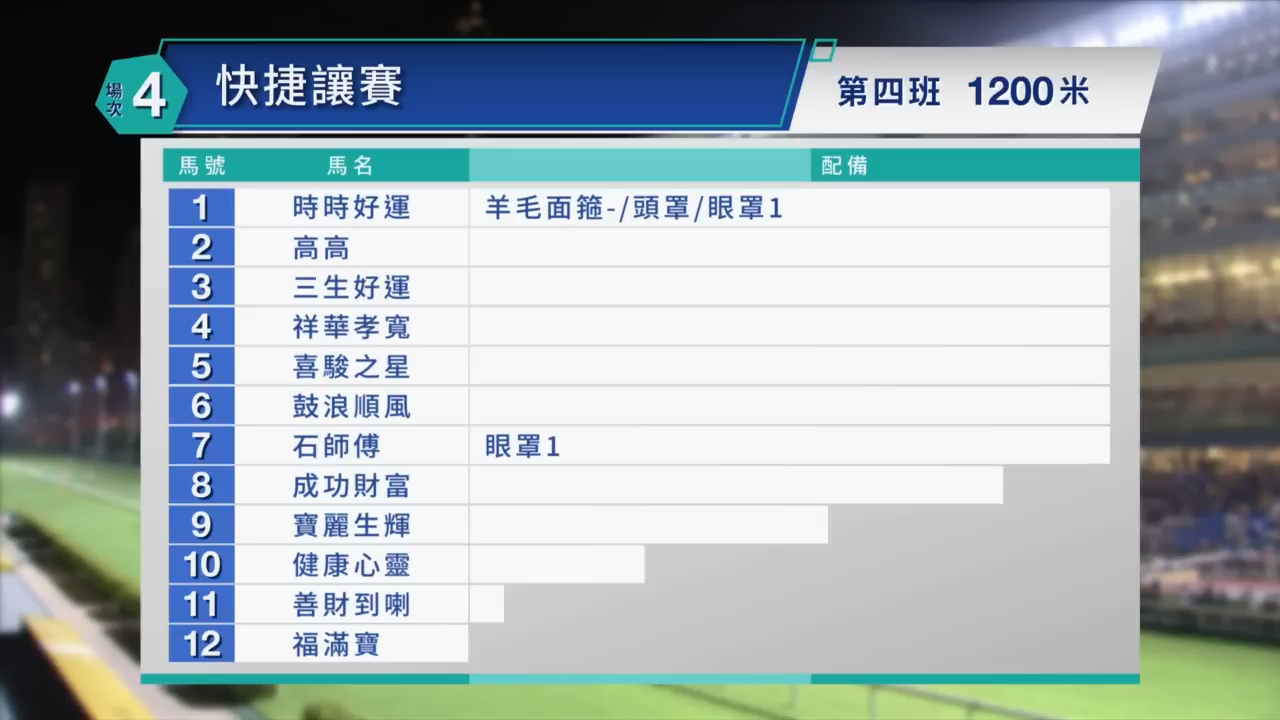 場次 4 快捷讓賽 第四班 1200米
馬號 馬名 配備
1 時時好運 羊毛面箍-/頭罩/眼罩1
2 高高
3 三生好運
4 祥華孝寬
5 喜駿之星
6 鼓浪順風
7 石師傅 眼罩1
8 成功財富
9 寶麗生輝
10 健康心靈
11 善財到喇
12 福滿寶